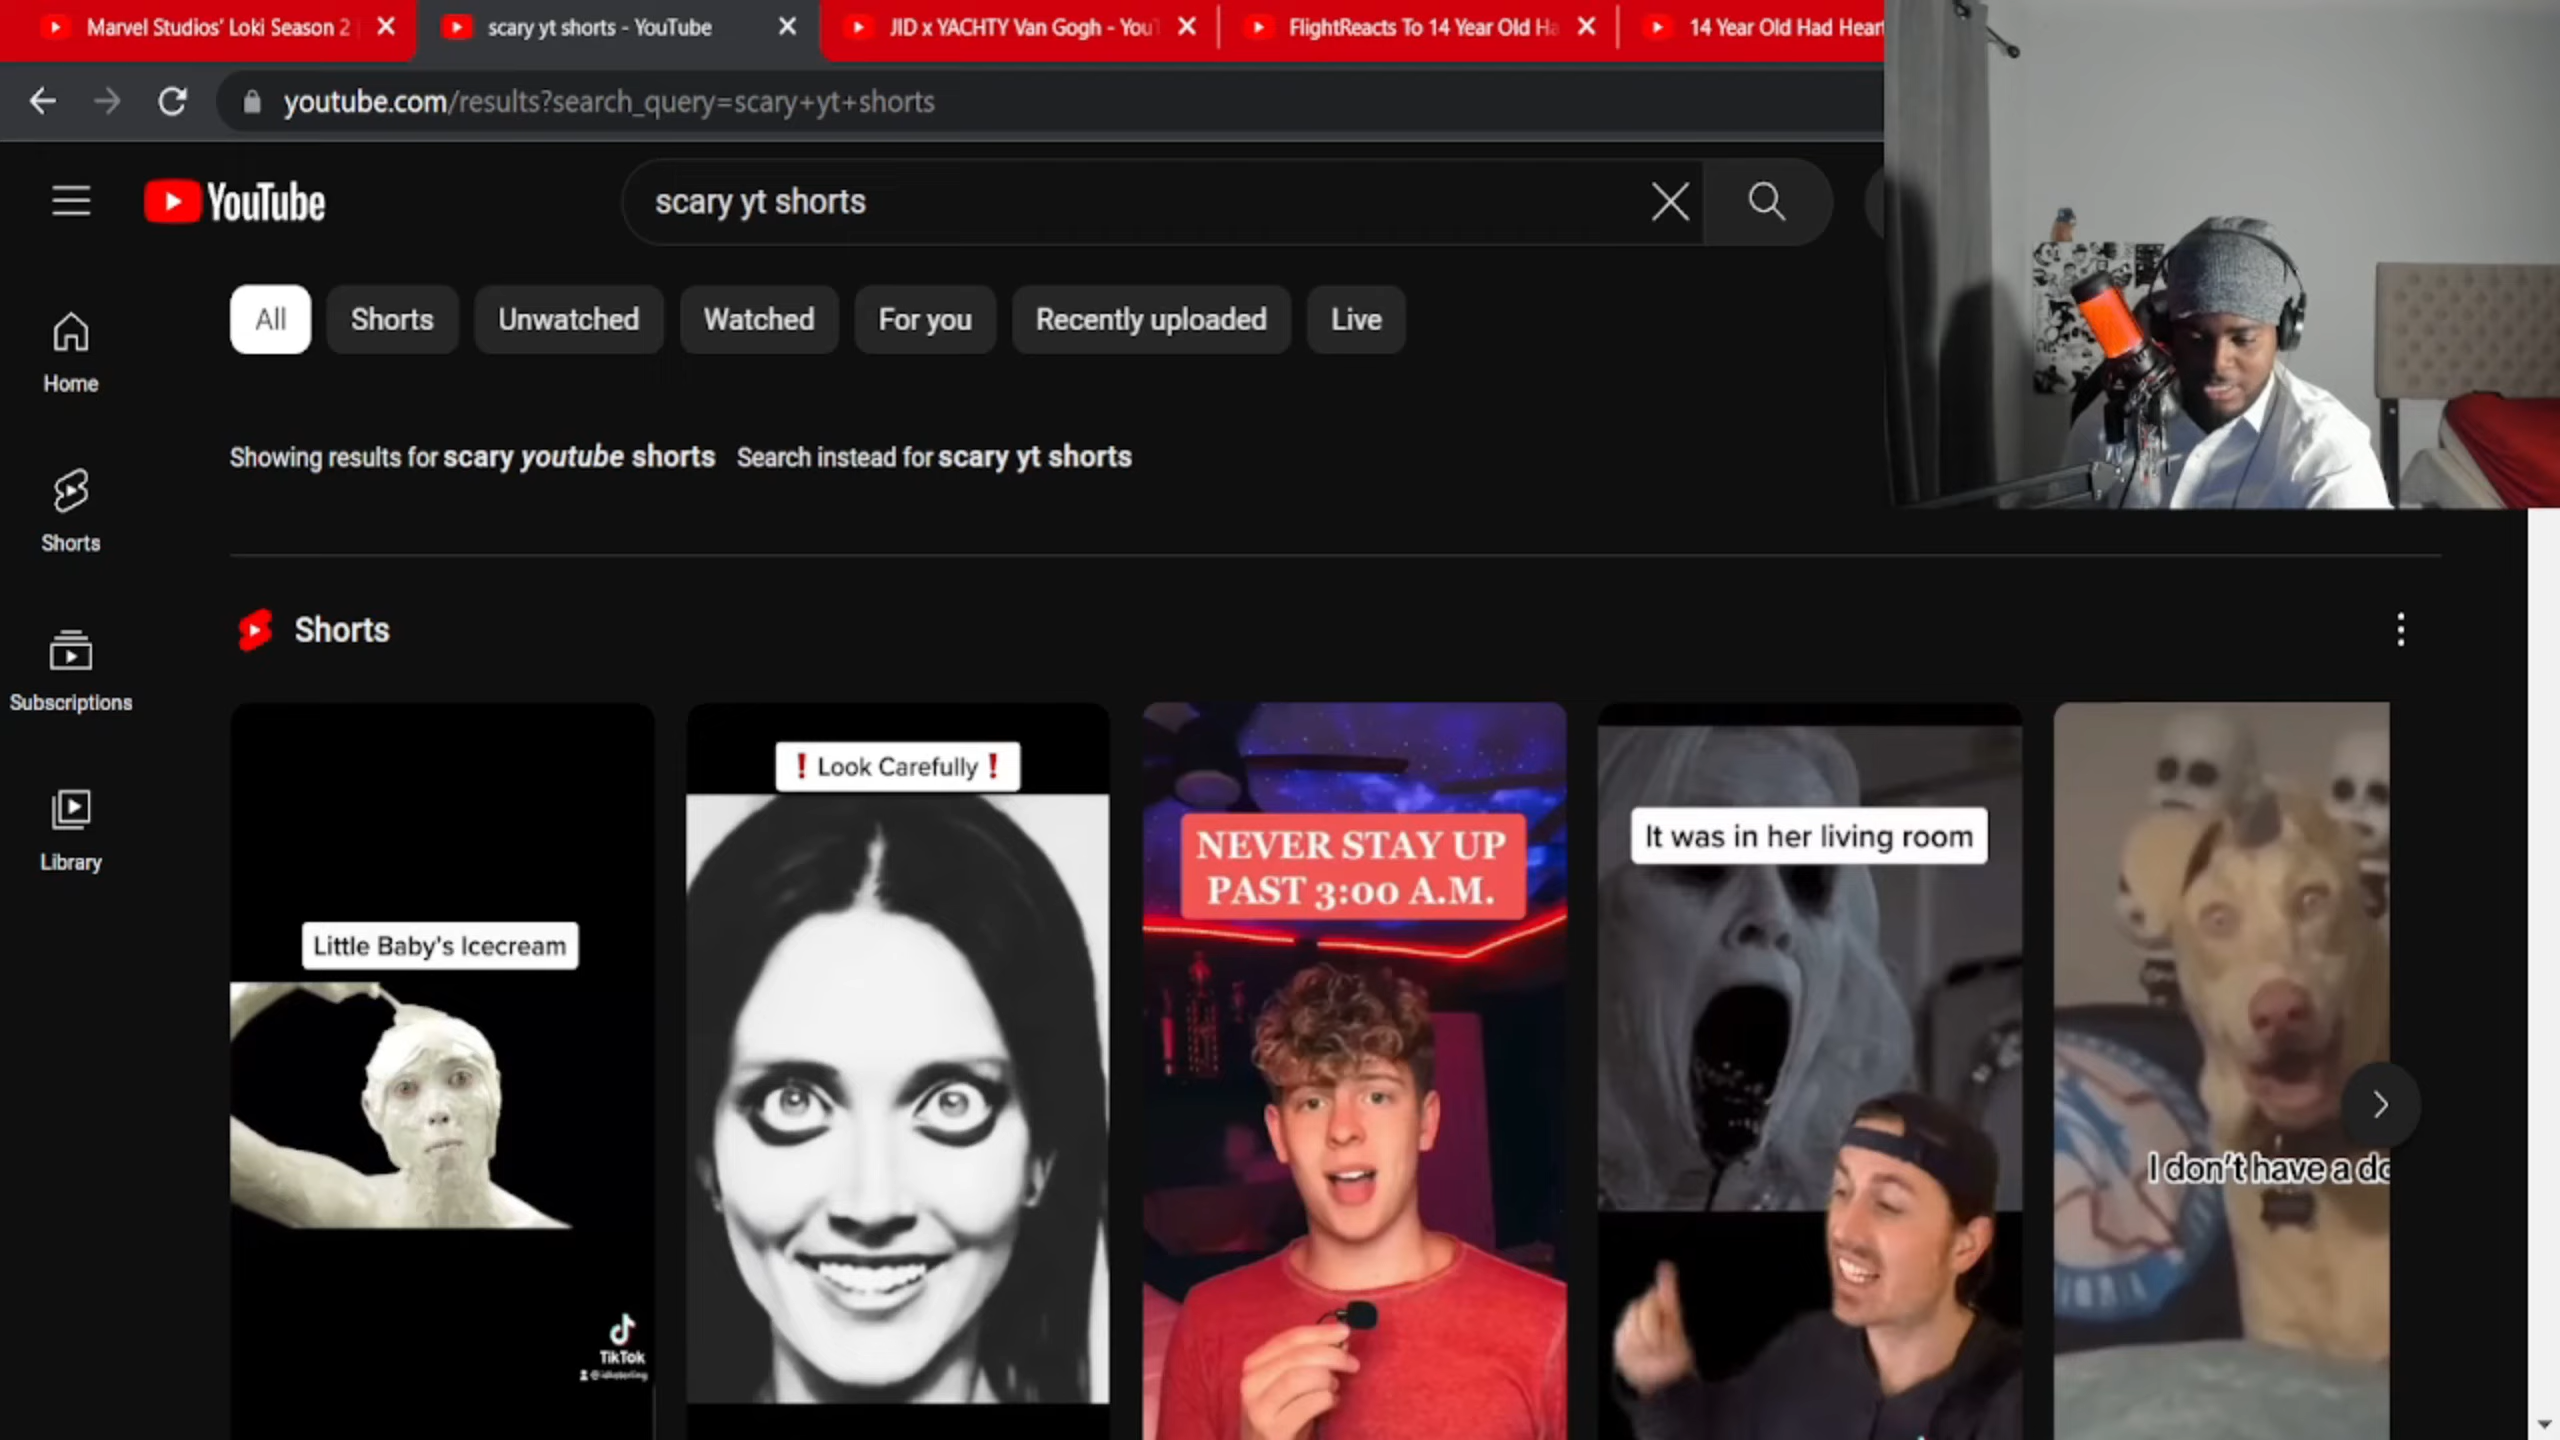 Marvel Studios' Loki Season 2
scary yt shorts - YouTube
JID x YACHTY Van Gogh - You
FlightReacts To 14 Year Old Ha
14 Year Old Had Hear
youtube.com/results?search_query=scary+yt+shorts
YouTube
scary yt shorts
All
Shorts
Unwatched
Watched
For you
Recently uploaded
Live
Home
Shorts
Subscriptions
Library
Showing results for scary youtube shorts Search instead for scary yt shorts
Shorts
Little Baby's Icecream
TikTok
❗Look Carefully❗
NEVER STAY UP
PAST 3:00 A.M.
It was in her living room
I don't have a do